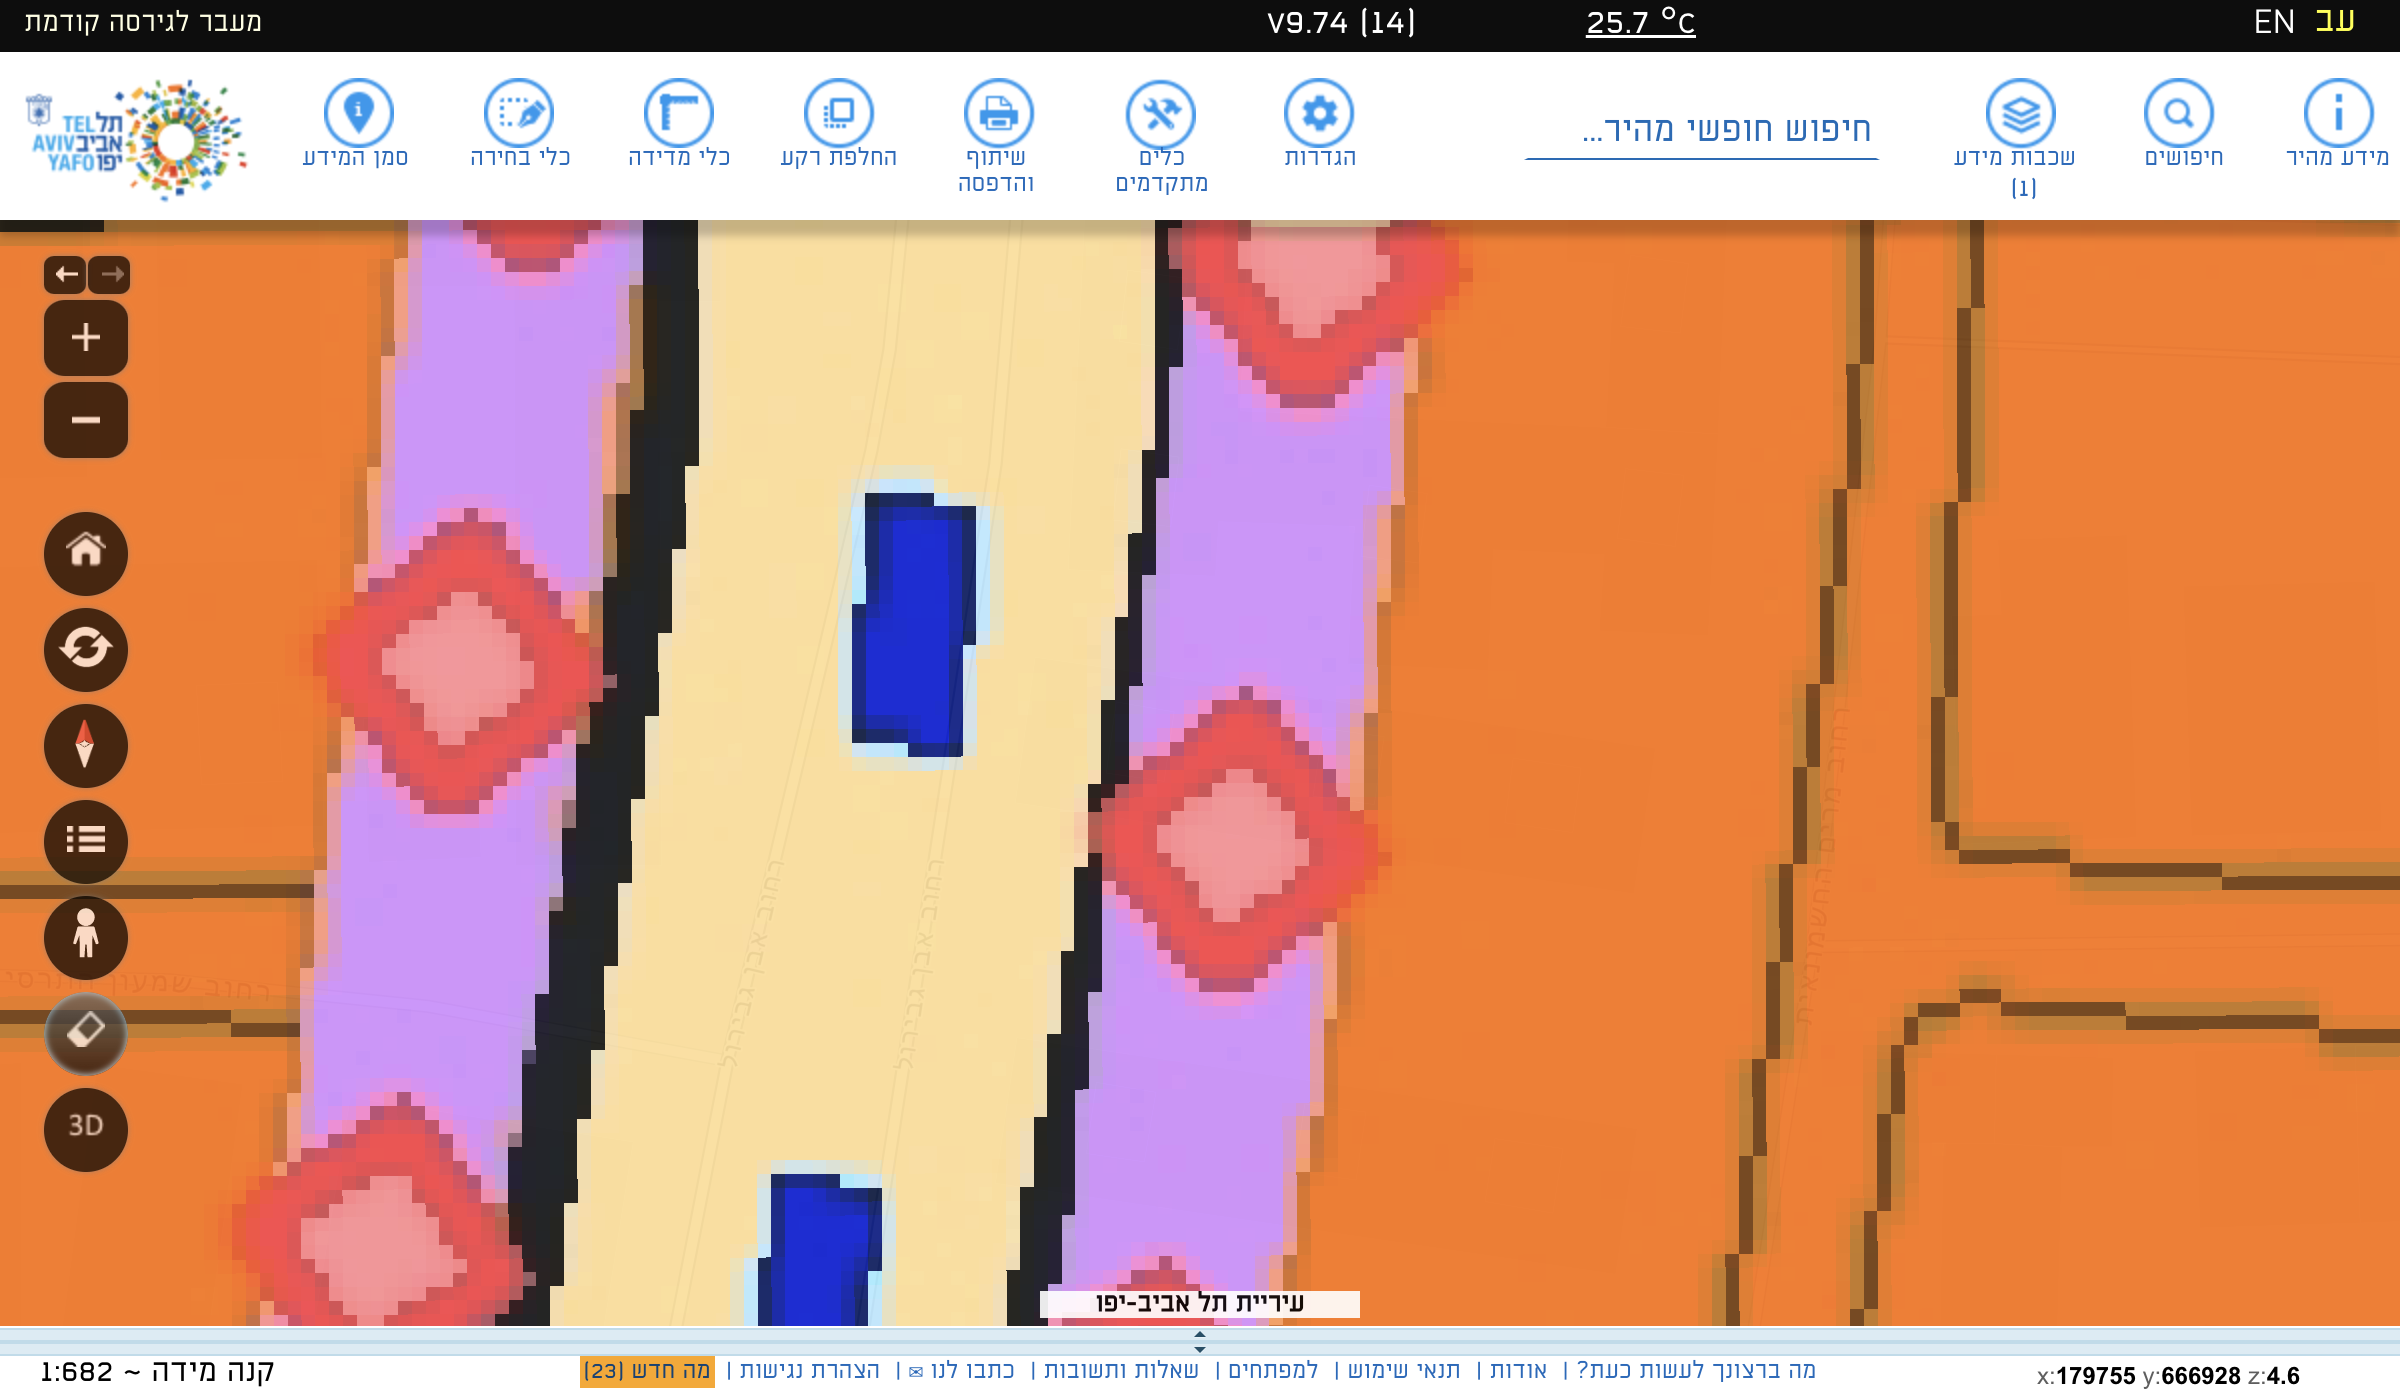 עב EN
25.7 °C
V9.74 (14)
מעבר לגירסה קודמת
מידע מהיר
חיפושים
שכבות מידע
(1)
חיפוש חופשי מהיר...
הגדרות
כלים
מתקדמים
שיתוף
והדפסה
החלפת רקע
כלי מדידה
כלי בחירה
סמן המידע
תל TEL
אביב AVIV
יפו YAFO
3D
רחוב אבן גבירול
רחוב אבן גבירול
רחוב מרים החשמונאית
רחוב שמעון התרסי
עיריית תל אביב-יפו
מה ברצונך לעשות כעת? | אודות | תנאי שימוש | למפתחים | שאלות ותשובות | כתבו לנו ✉ | הצהרת נגישות | מה חדש (23)
קנה מידה ~ 1:682
x:179755 y:666928 z:4.6